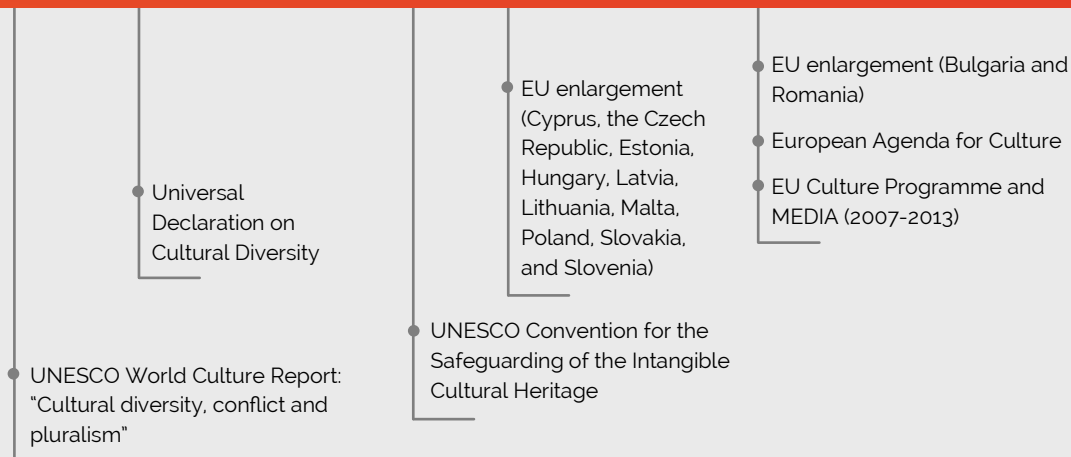 UNESCO World Culture Report:
“Cultural diversity, conflict and
pluralism”
Universal
Declaration on
Cultural Diversity
UNESCO Convention for the
Safeguarding of the Intangible
Cultural Heritage
EU enlargement
(Cyprus, the Czech
Republic, Estonia,
Hungary, Latvia,
Lithuania, Malta,
Poland, Slovakia,
and Slovenia)
EU enlargement (Bulgaria and
Romania)
European Agenda for Culture
EU Culture Programme and
MEDIA (2007-2013)